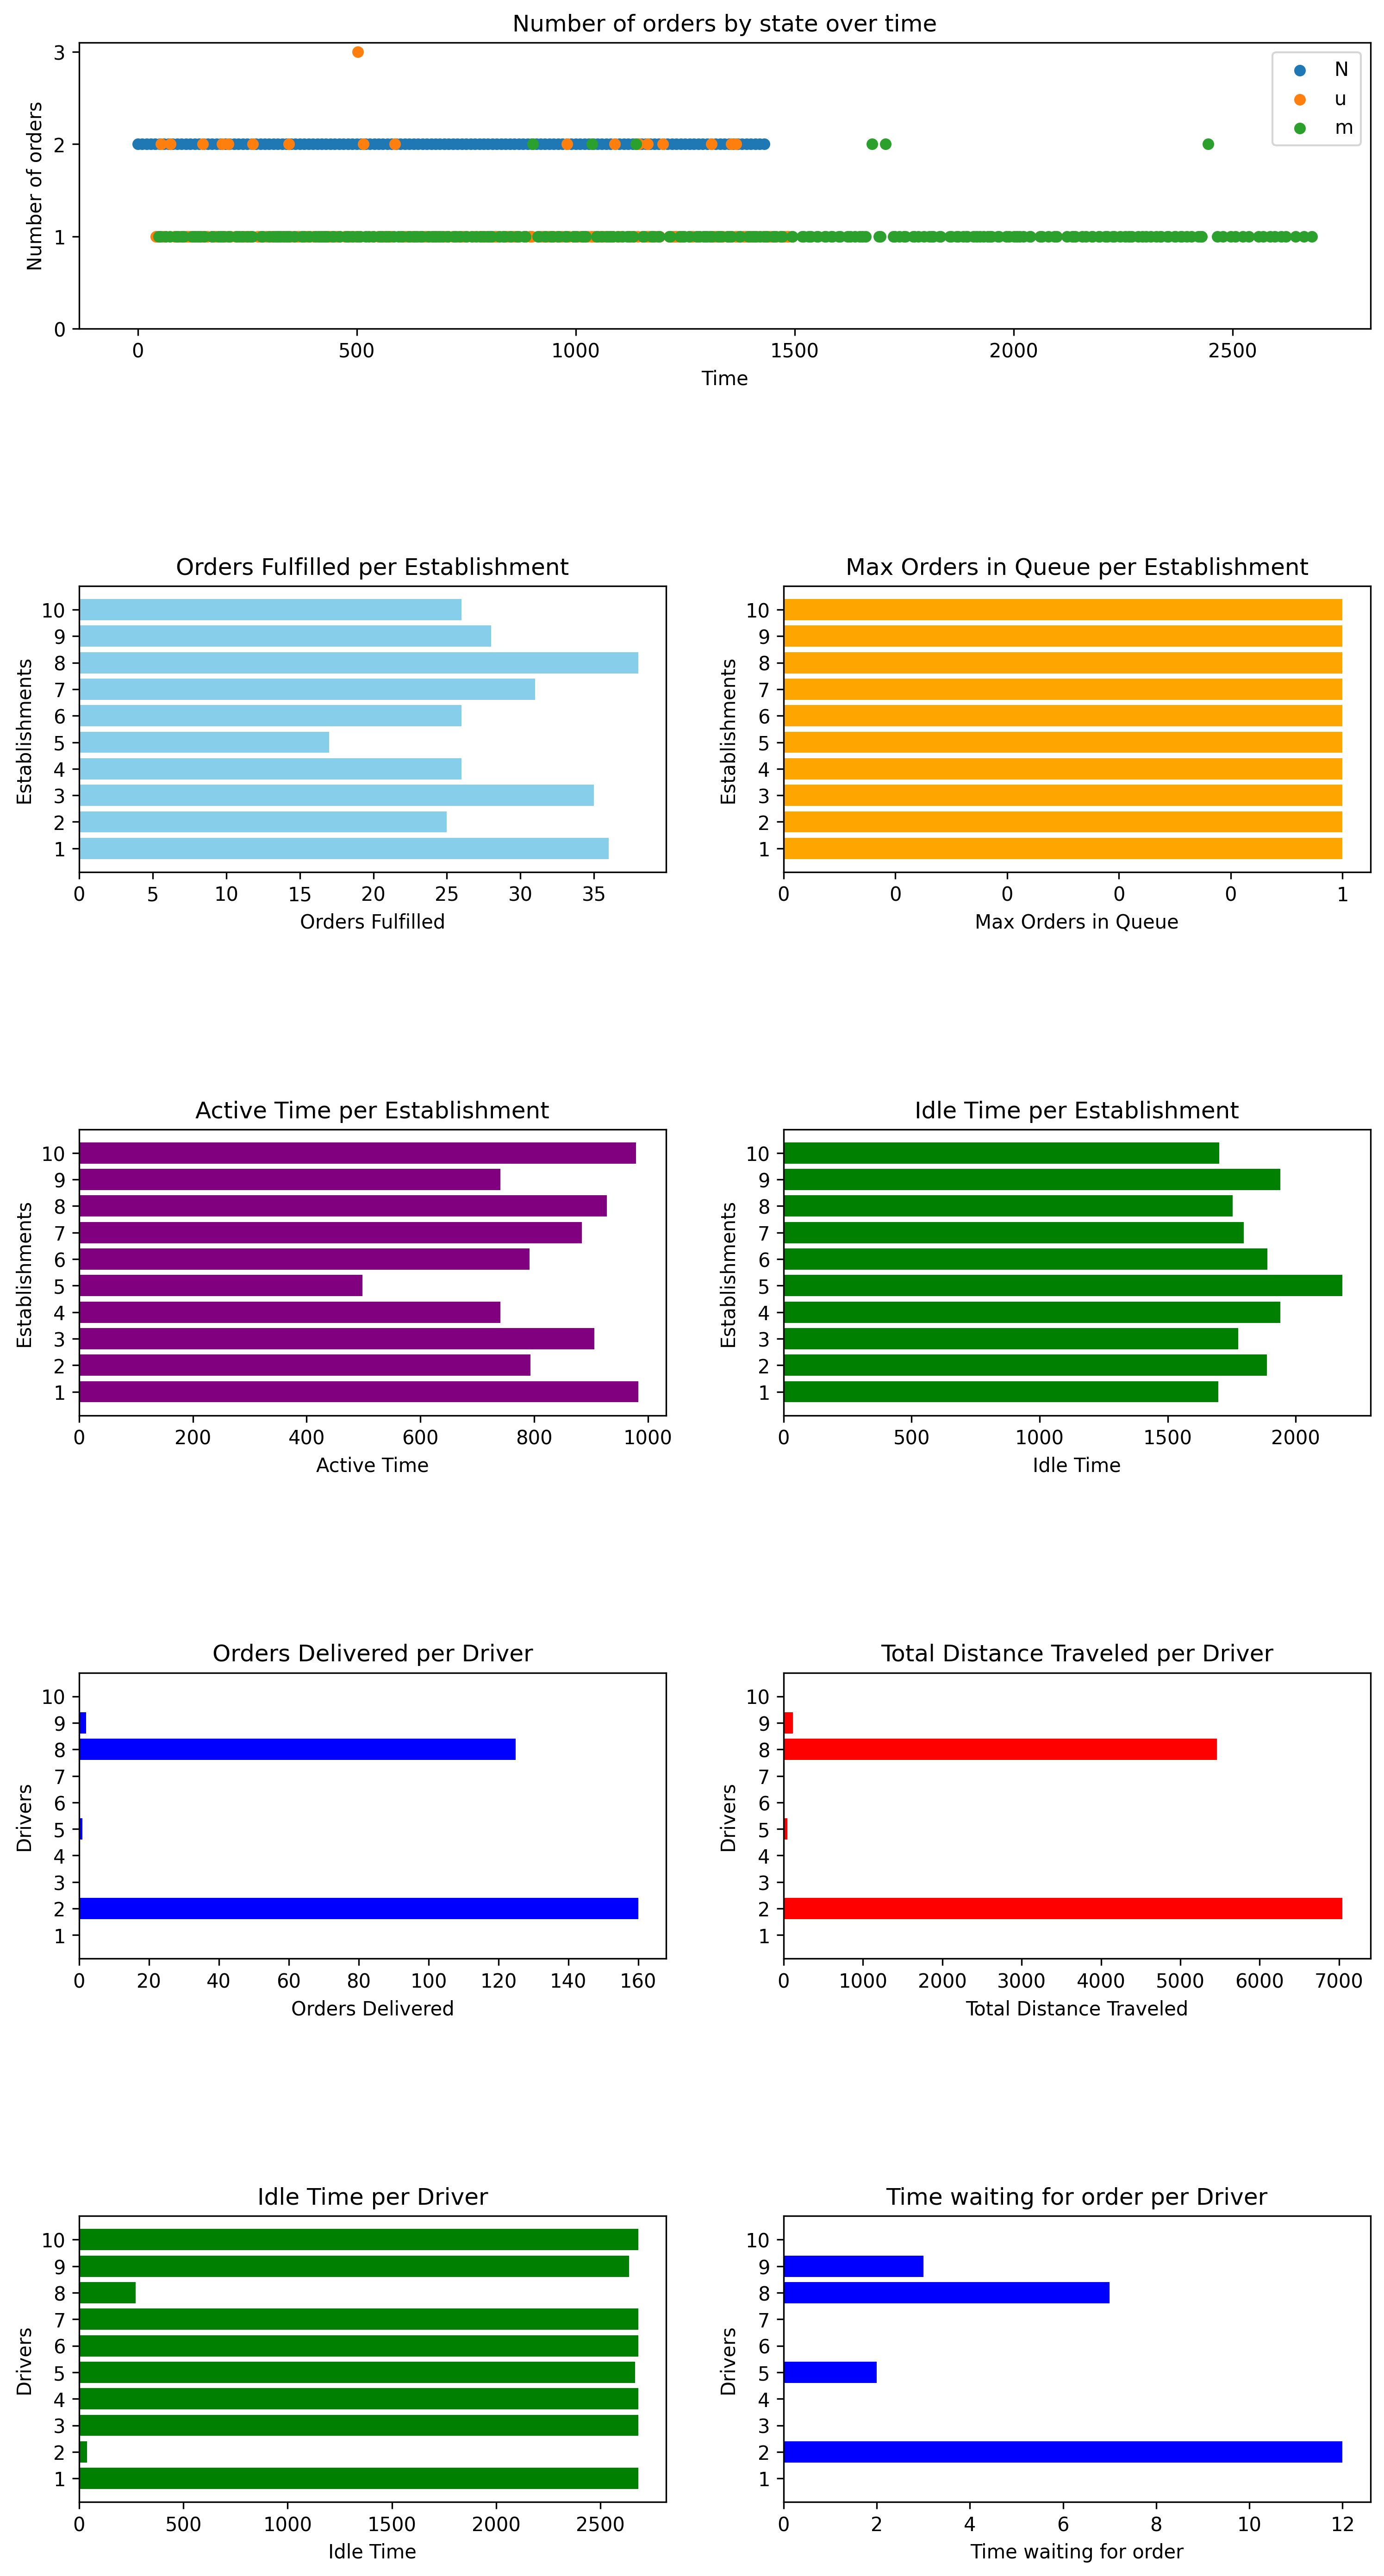 Number of orders by state over time
3
2
1
0
Number of orders
N
u
m
0 500 1000 1500 2000 2500
Time
Orders Fulfilled per Establishment
10
9
8
7
6
5
4
3
2
1
Establishments
0 5 10 15 20 25 30 35
Orders Fulfilled
Max Orders in Queue per Establishment
10
9
8
7
6
5
4
3
2
1
Establishments
0 0 0 0 0 1
Max Orders in Queue
Active Time per Establishment
10
9
8
7
6
5
4
3
2
1
Establishments
0 200 400 600 800 1000
Active Time
Idle Time per Establishment
10
9
8
7
6
5
4
3
2
1
Establishments
0 500 1000 1500 2000
Idle Time
Orders Delivered per Driver
10
9
8
7
6
5
4
3
2
1
Drivers
0 20 40 60 80 100 120 140 160
Orders Delivered
Total Distance Traveled per Driver
10
9
8
7
6
5
4
3
2
1
Drivers
0 1000 2000 3000 4000 5000 6000 7000
Total Distance Traveled
Idle Time per Driver
10
9
8
7
6
5
4
3
2
1
Drivers
0 500 1000 1500 2000 2500
Idle Time
Time waiting for order per Driver
10
9
8
7
6
5
4
3
2
1
Drivers
0 2 4 6 8 10 12
Time waiting for order